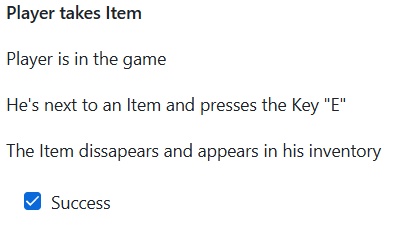 Player takes Item
Player is in the game
He's next to an Item and presses the Key "E"
The Item dissapears and appears in his inventory
Success